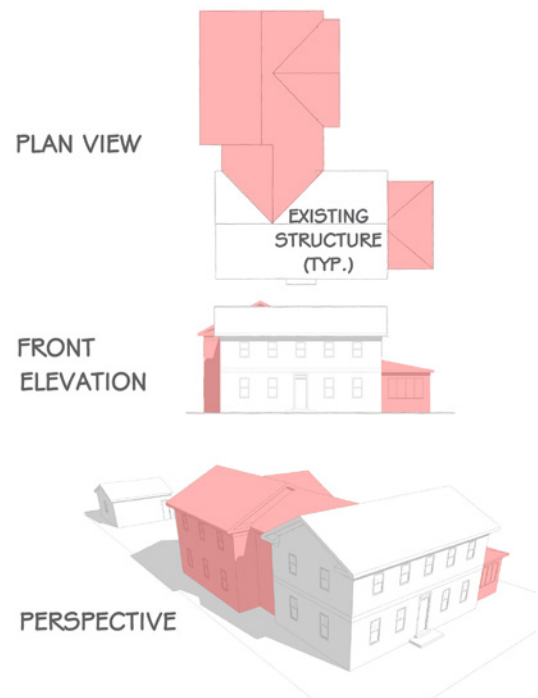 PLAN VIEW
EXISTING
STRUCTURE
(TYP.)
FRONT
ELEVATION
PERSPECTIVE